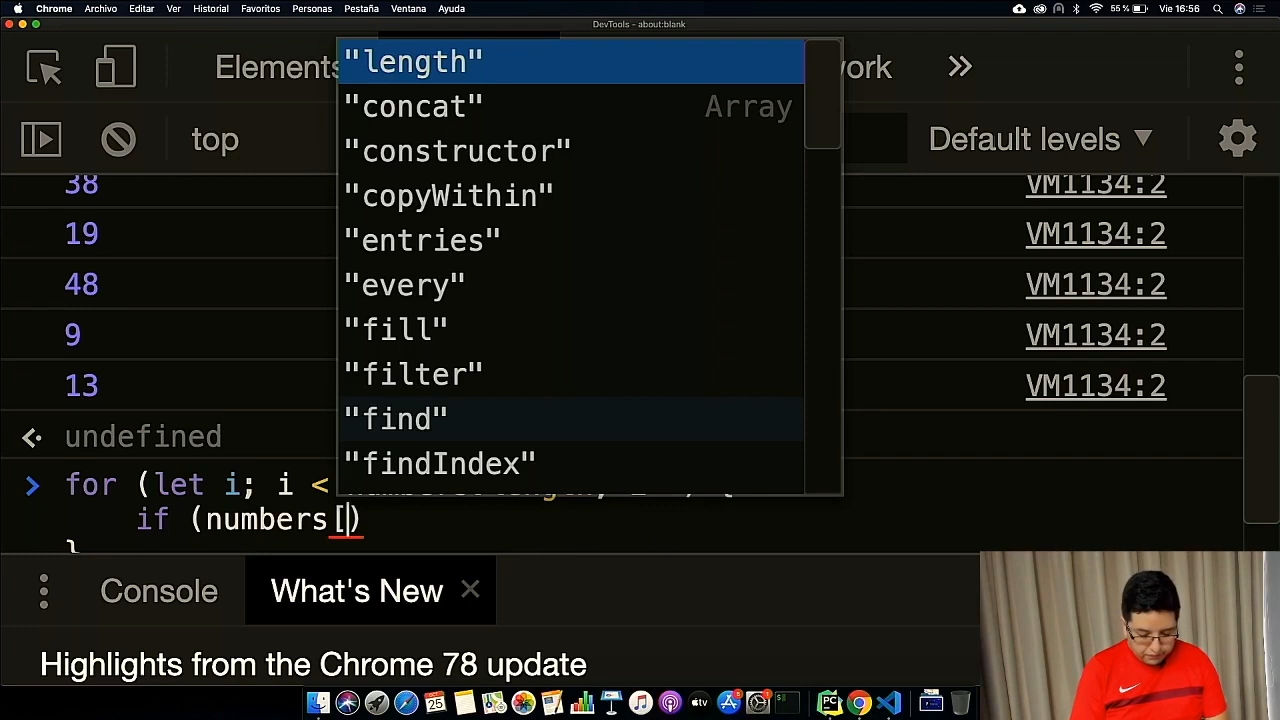 Chrome Archivo Editar Ver Historial Favoritos Personas Pestaña Ventana Ayuda 55 % Vie 16:56
DevTools - about:blank
Elements work
top Default levels ▼
"length"
"concat" Array
"constructor"
"copyWithin"
"entries"
"every"
"fill"
"filter"
"find"
"findIndex"
38 VM1134:2
19 VM1134:2
48 VM1134:2
9 VM1134:2
13 VM1134:2
undefined
for (let i; i <
if (numbers[)
}
Console What's New
Highlights from the Chrome 78 update